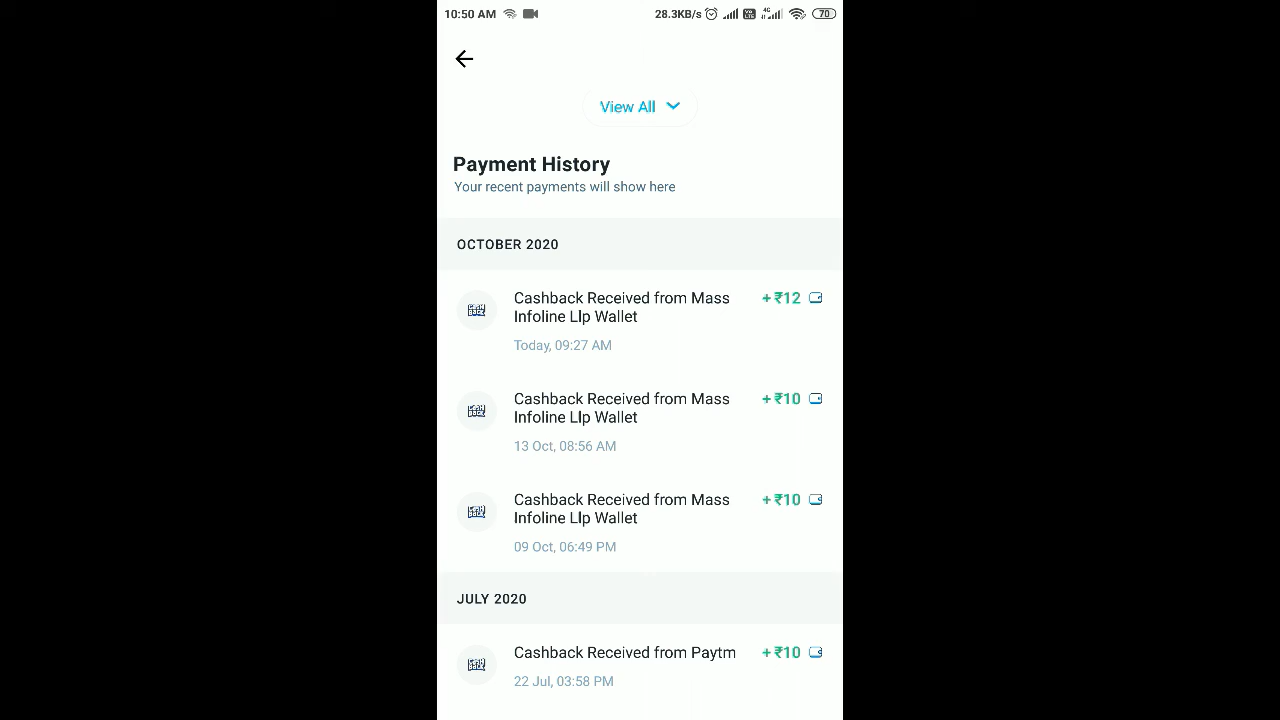 10:50 AM 28.3KB/s 4G 70
View All
Payment History
Your recent payments will show here
OCTOBER 2020
Cashback Received from Mass +₹12
Infoline Llp Wallet
Today, 09:27 AM
Cashback Received from Mass +₹10
Infoline Llp Wallet
13 Oct, 08:56 AM
Cashback Received from Mass +₹10
Infoline Llp Wallet
09 Oct, 06:49 PM
JULY 2020
Cashback Received from Paytm +₹10
22 Jul, 03:58 PM